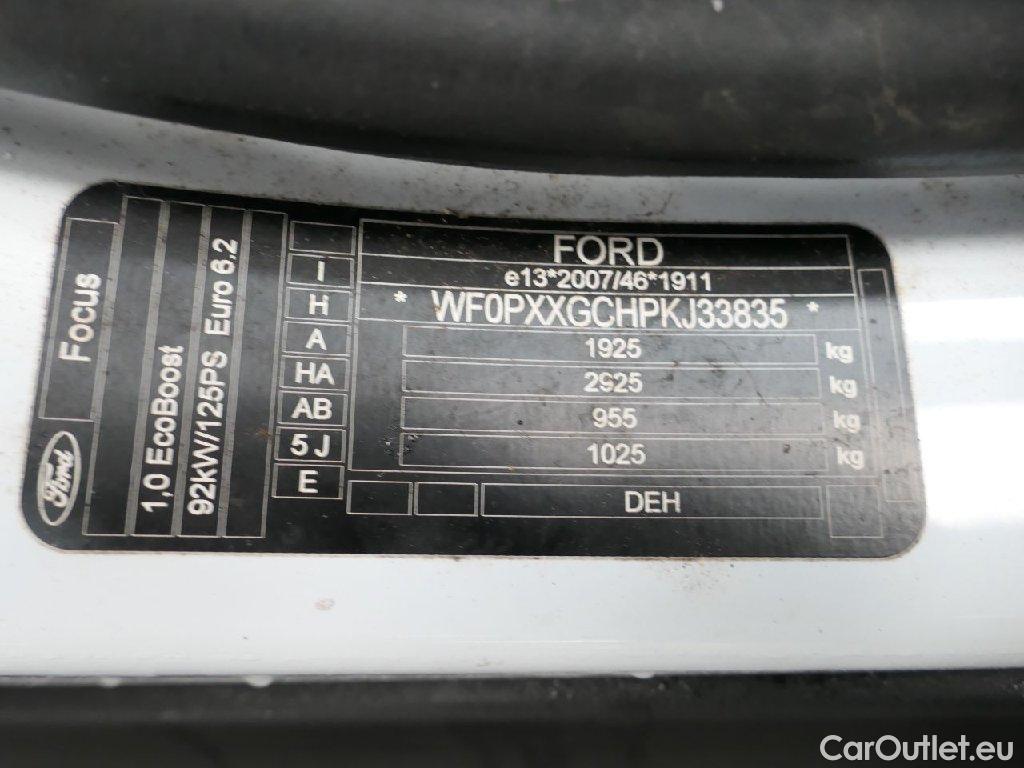 Focus
Ford
1,0 EcoBoost
92kW/125PS Euro 6.2
I
H
A
HA
AB
5J
E
FORD
e13*2007/46*1911
* WF0PXXGCHPKJ33835 *
1925 kg
2925 kg
955 kg
1025 kg
DEH
CarOutlet.eu